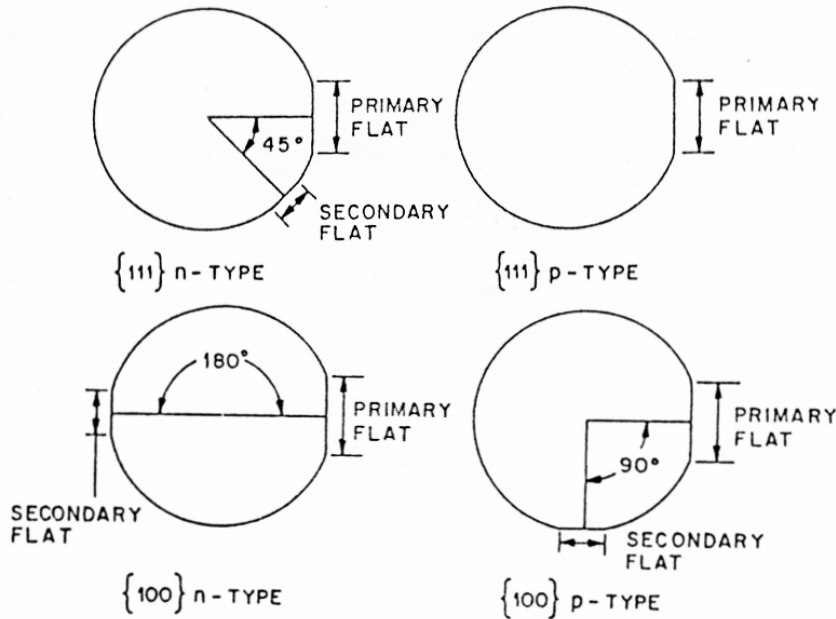 PRIMARY
FLAT
45°
SECONDARY
FLAT
{111} n-TYPE
PRIMARY
FLAT
{111} p-TYPE
180°
PRIMARY
FLAT
SECONDARY
FLAT
{100} n-TYPE
PRIMARY
FLAT
90°
SECONDARY
FLAT
{100} p-TYPE